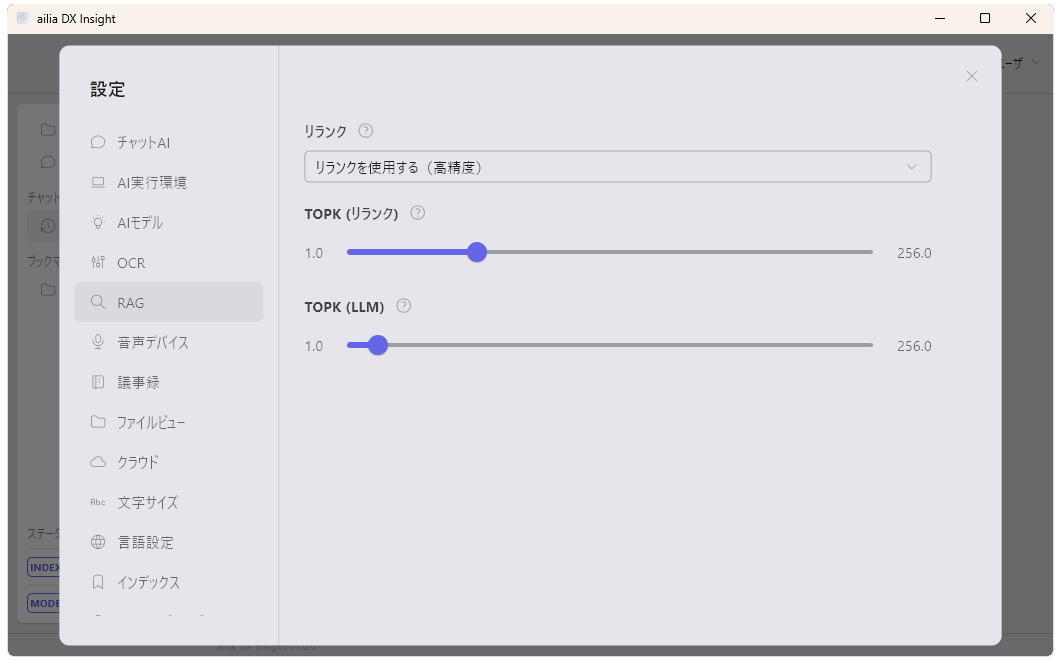 ailia DX Insight
ユーザ
設定
チャットAI
AI実行環境
AIモデル
OCR
RAG
音声デバイス
議事録
ファイルビュー
クラウド
文字サイズ
Abc
言語設定
インデックス
リランク ?
リランクを使用する（高精度）
TOPK (リランク) ?
1.0
256.0
TOPK (LLM) ?
1.0
256.0
チャット
ブックマ
ステータ
INDEX
MODE
ailia DX Insight v1.0.0